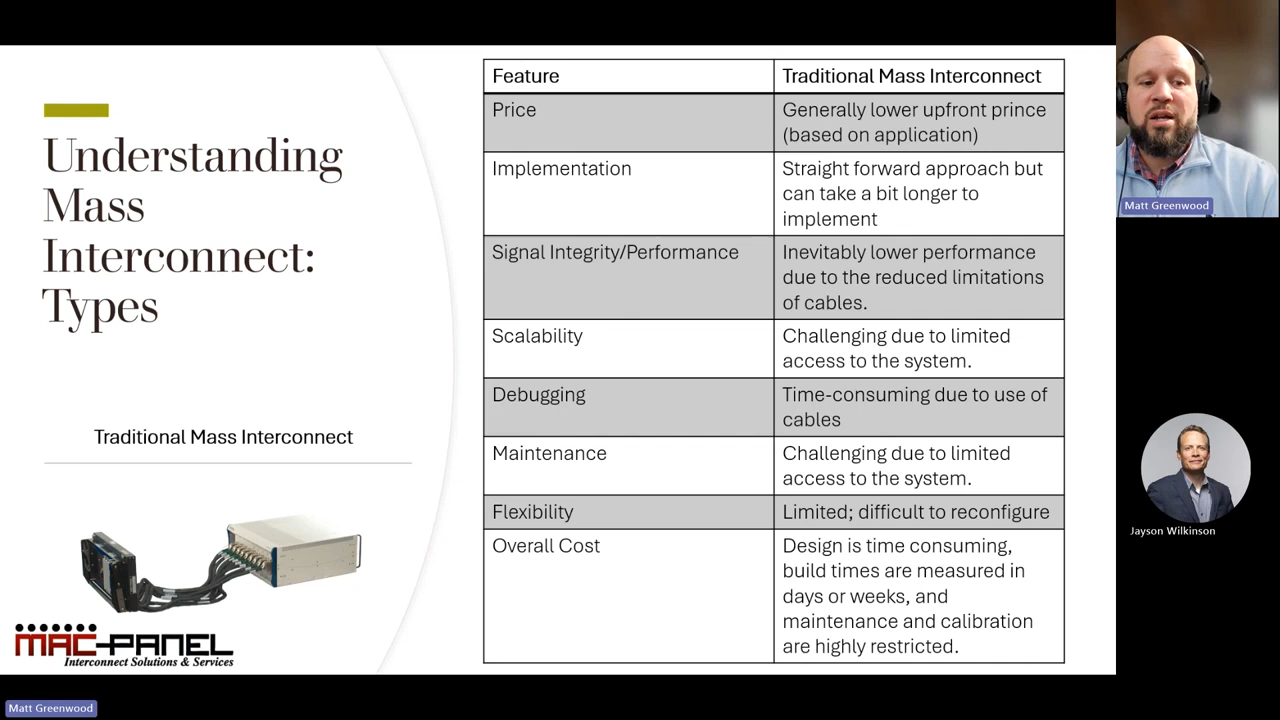 Understanding
Mass
Interconnect:
Types
Traditional Mass Interconnect
MAC-PANEL
Interconnect Solutions & Services
Feature
Traditional Mass Interconnect
Price
Generally lower upfront prince
(based on application)
Implementation
Straight forward approach but
can take a bit longer to
implement
Signal Integrity/Performance
Inevitably lower performance
due to the reduced limitations
of cables.
Scalability
Challenging due to limited
access to the system.
Debugging
Time-consuming due to use of
cables
Maintenance
Challenging due to limited
access to the system.
Flexibility
Limited; difficult to reconfigure
Overall Cost
Design is time consuming,
build times are measured in
days or weeks, and
maintenance and calibration
are highly restricted.
Matt Greenwood
Jayson Wilkinson
Matt Greenwood